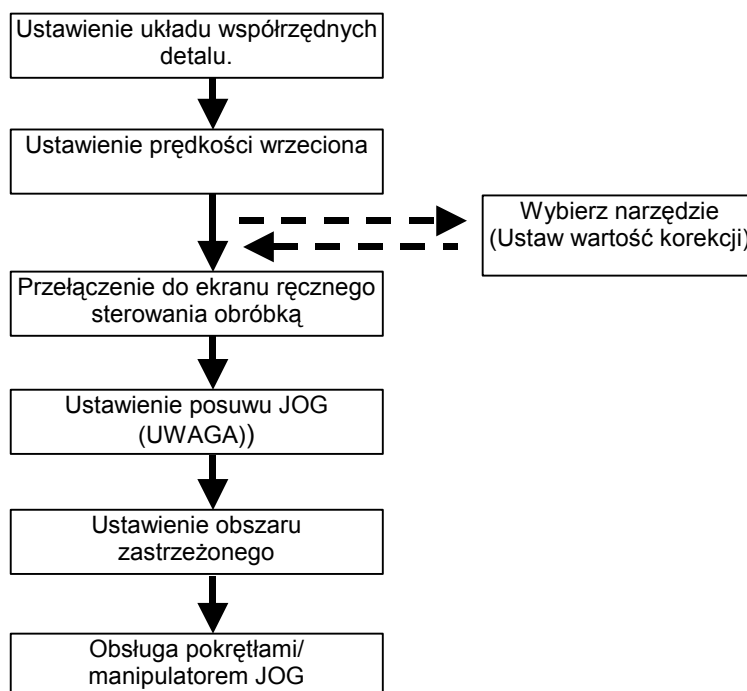 Ustawienie układu współrzędnych
detalu.
Ustawienie prędkości wrzeciona
Wybierz narzędzie
(Ustaw wartość korekcji)
Przełączenie do ekranu ręcznego
sterowania obróbką
Ustawienie posuwu JOG
(UWAGA))
Ustawienie obszaru
zastrzeżonego
Obsługa pokrętłami/
manipulatorem JOG